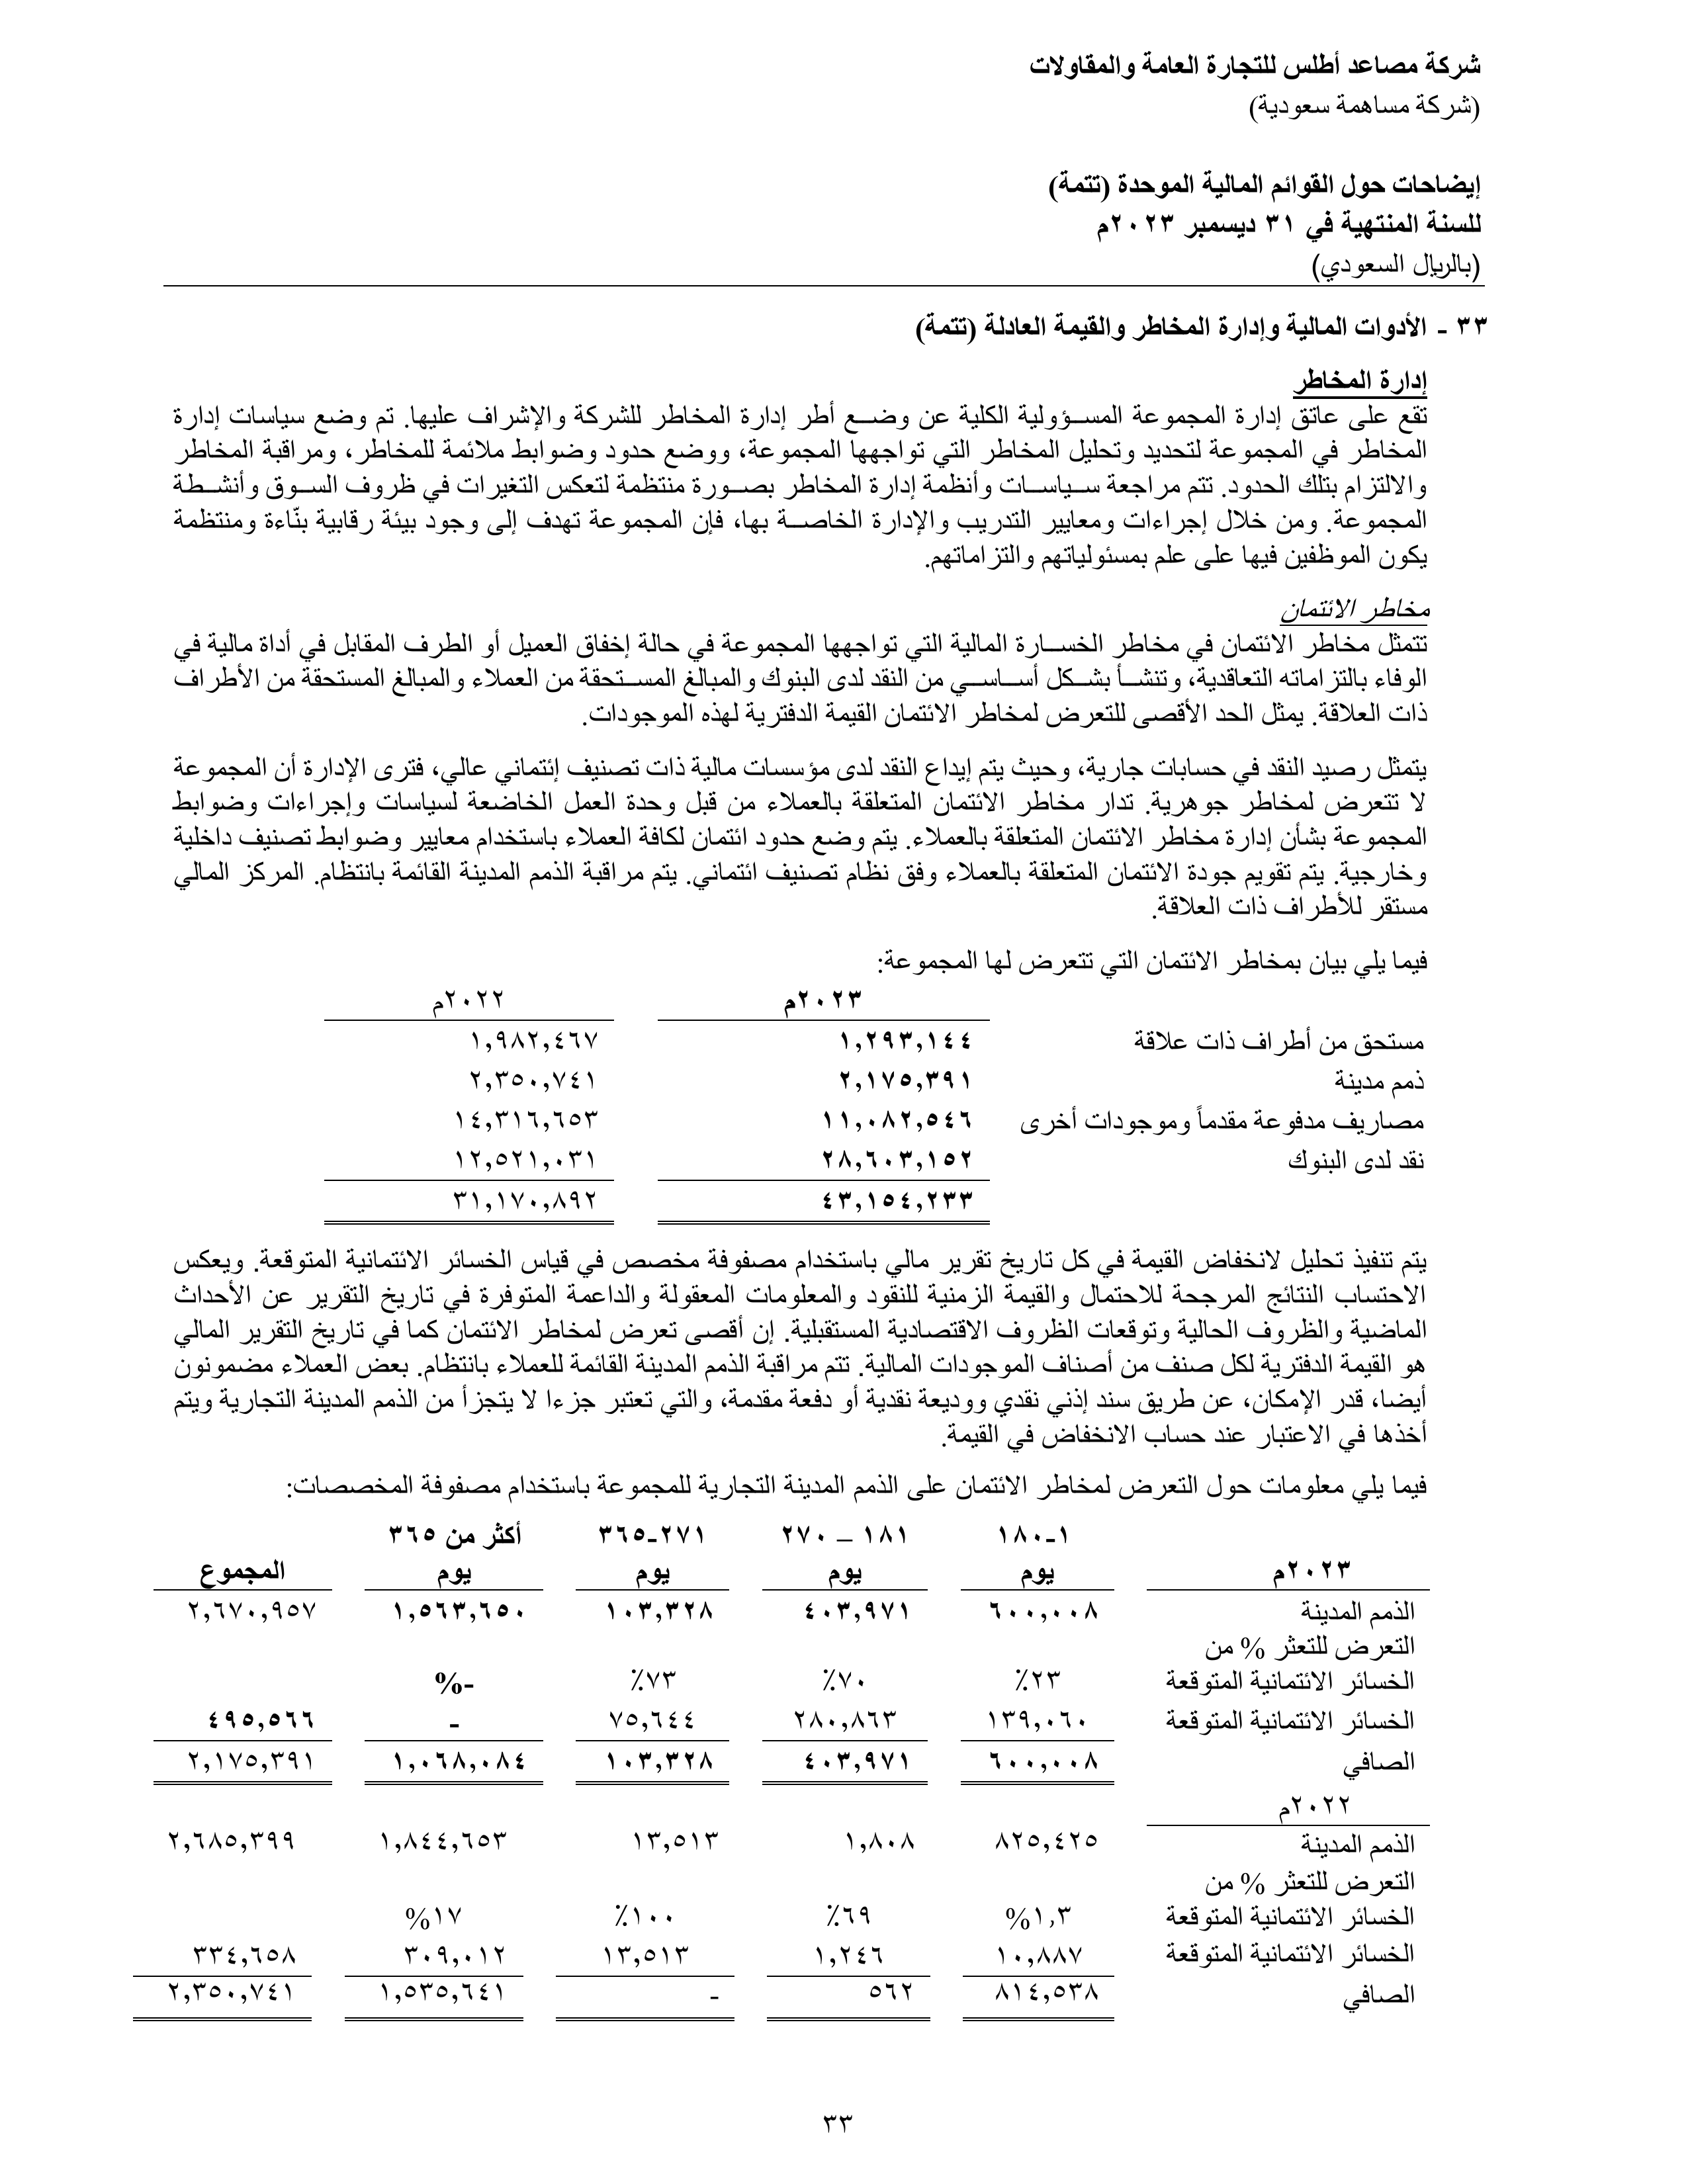 شركة مصاعد أطلس للتجارة العامة والمقاولات
(شركة مساهمة سعودية)
إيضاحات حول القوائم المالية الموحدة (تتمة)
للسنة المنتهية في ٣١ ديسمبر ٢٠٢٣م
(بالريال السعودي)
٣٣ - الأدوات المالية وإدارة المخاطر والقيمة العادلة (تتمة)
إدارة المخاطر
تقع على عاتق إدارة المجموعة المسؤولية الكلية عن وضع أطر إدارة المخاطر للشركة والإشراف عليها. تم وضع سياسات إدارة
المخاطر في المجموعة لتحديد وتحليل المخاطر التي تواجهها المجموعة، ووضع حدود وضوابط ملائمة للمخاطر، ومراقبة المخاطر
والالتزام بتلك الحدود. تتم مراجعة سياسات وأنظمة إدارة المخاطر بصورة منتظمة لتعكس التغيرات في ظروف السوق وأنشطة
المجموعة. ومن خلال إجراءات ومعايير التدريب والإدارة الخاصة بها، فإن المجموعة تهدف إلى وجود بيئة رقابية بنّاءة ومنتظمة
يكون الموظفين فيها على علم بمسئولياتهم والتزاماتهم.
مخاطر الائتمان
تتمثل مخاطر الائتمان في مخاطر الخسارة المالية التي تواجهها المجموعة في حالة إخفاق العميل أو الطرف المقابل في أداة مالية في
الوفاء بالتزاماته التعاقدية، وتنشأ بشكل أساسي من النقد لدى البنوك والمبالغ المستحقة من العملاء والمبالغ المستحقة من الأطراف
ذات العلاقة. يمثل الحد الأقصى للتعرض لمخاطر الائتمان القيمة الدفترية لهذه الموجودات.
يتمثل رصيد النقد في حسابات جارية، وحيث يتم إيداع النقد لدى مؤسسات مالية ذات تصنيف إئتماني عالي، فترى الإدارة أن المجموعة
لا تتعرض لمخاطر جوهرية. تدار مخاطر الائتمان المتعلقة بالعملاء من قبل وحدة العمل الخاضعة لسياسات وإجراءات وضوابط
المجموعة بشأن إدارة مخاطر الائتمان المتعلقة بالعملاء. يتم وضع حدود ائتمان لكافة العملاء باستخدام معايير وضوابط تصنيف داخلية
وخارجية. يتم تقويم جودة الائتمان المتعلقة بالعملاء وفق نظام تصنيف ائتماني. يتم مراقبة الذمم المدينة القائمة بانتظام. المركز المالي
مستقر للأطراف ذات العلاقة.
فيما يلي بيان بمخاطر الائتمان التي تتعرض لها المجموعة:
٢٠٢٣م ٢٠٢٢م
مستحق من أطراف ذات علاقة ١,٢٩٣,١٤٤ ١,٩٨٢,٤٦٧
ذمم مدينة ٢,١٧٥,٣٩١ ٢,٣٥٠,٧٤١
مصاريف مدفوعة مقدماً وموجودات أخرى ١١,٠٨٢,٥٤٦ ١٤,٣١٦,٦٥٣
نقد لدى البنوك ٢٨,٦٠٣,١٥٢ ١٢,٥٢١,٠٣١
٤٣,١٥٤,٢٣٣ ٣١,١٧٠,٨٩٢
يتم تنفيذ تحليل لانخفاض القيمة في كل تاريخ تقرير مالي باستخدام مصفوفة مخصص في قياس الخسائر الائتمانية المتوقعة. ويعكس
الاحتساب النتائج المرجحة للاحتمال والقيمة الزمنية للنقود والمعلومات المعقولة والداعمة المتوفرة في تاريخ التقرير عن الأحداث
الماضية والظروف الحالية وتوقعات الظروف الاقتصادية المستقبلية. إن أقصى تعرض لمخاطر الائتمان كما في تاريخ التقرير المالي
هو القيمة الدفترية لكل صنف من أصناف الموجودات المالية. تتم مراقبة الذمم المدينة القائمة للعملاء بانتظام. بعض العملاء مضمونون
أيضا، قدر الإمكان، عن طريق سند إذني نقدي ووديعة نقدية أو دفعة مقدمة، والتي تعتبر جزءا لا يتجزأ من الذمم المدينة التجارية ويتم
أخذها في الاعتبار عند حساب الانخفاض في القيمة.
فيما يلي معلومات حول التعرض لمخاطر الائتمان على الذمم المدينة التجارية للمجموعة باستخدام مصفوفة المخصصات:
١-١٨٠ ١٨١ – ٢٧٠ ٢٧١-٣٦٥ أكثر من ٣٦٥
٢٠٢٣م يوم يوم يوم يوم المجموع
الذمم المدينة ٦٠٠,٠٠٨ ٤٠٣,٩٧١ ١٠٣,٣٢٨ ١,٥٦٣,٦٥٠ ٢,٦٧٠,٩٥٧
التعرض للتعثر % من
الخسائر الائتمانية المتوقعة ٢٣٪ ٧٠٪ ٧٣٪ -%
الخسائر الائتمانية المتوقعة ١٣٩,٠٦٠ ٢٨٠,٨٦٣ ٧٥,٦٤٤ - ٤٩٥,٥٦٦
الصافي ٦٠٠,٠٠٨ ٤٠٣,٩٧١ ١٠٣,٣٢٨ ١,٠٦٨,٠٨٤ ٢,١٧٥,٣٩١
٢٠٢٢م
الذمم المدينة ٨٢٥,٤٢٥ ١,٨٠٨ ١٣,٥١٣ ١,٨٤٤,٦٥٣ ٢,٦٨٥,٣٩٩
التعرض للتعثر % من
الخسائر الائتمانية المتوقعة ١,٣% ٦٩٪ ١٠٠٪ ١٧%
الخسائر الائتمانية المتوقعة ١٠,٨٨٧ ١,٢٤٦ ١٣,٥١٣ ٣٠٩,٠١٢ ٣٣٤,٦٥٨
الصافي ٨١٤,٥٣٨ ٥٦٢ - ١,٥٣٥,٦٤١ ٢,٣٥٠,٧٤١
٣٣